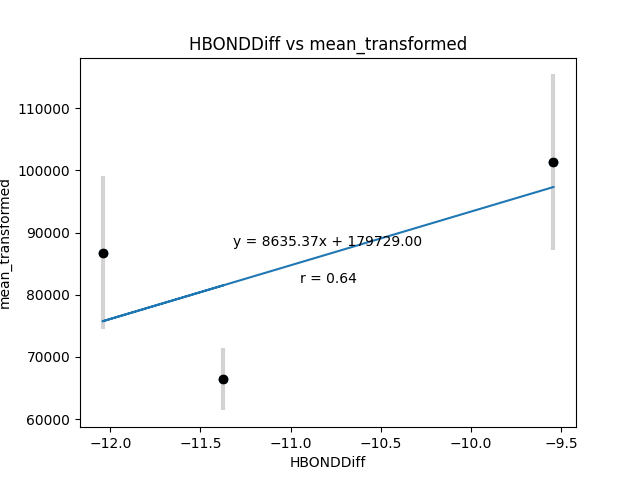 HBONDDiff vs mean_transformed
mean_transformed
110000
100000
90000
80000
70000
60000
y = 8635.37x + 179729.00
r = 0.64
−12.0 −11.5 −11.0 −10.5 −10.0 −9.5
HBONDDiff